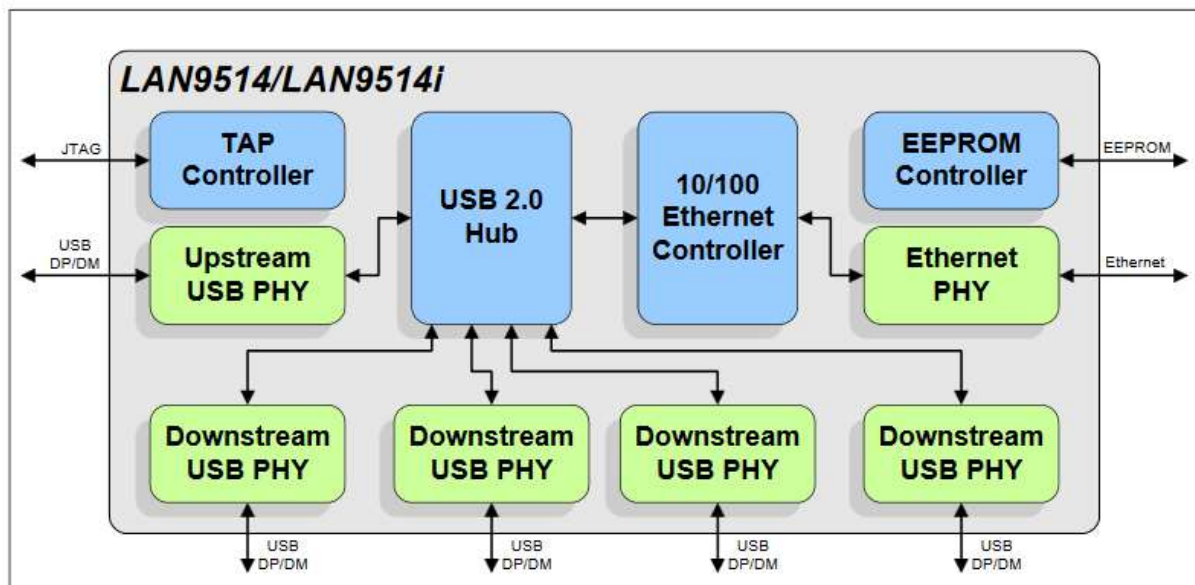 LAN9514/LAN9514i
JTAG
TAP
Controller
USB 2.0
Hub
10/100
Ethernet
Controller
EEPROM
Controller
EEPROM
USB
DP/DM
Upstream
USB PHY
Ethernet
PHY
Ethernet
Downstream
USB PHY
Downstream
USB PHY
Downstream
USB PHY
Downstream
USB PHY
USB
DP/DM
USB
DP/DM
USB
DP/DM
USB
DP/DM